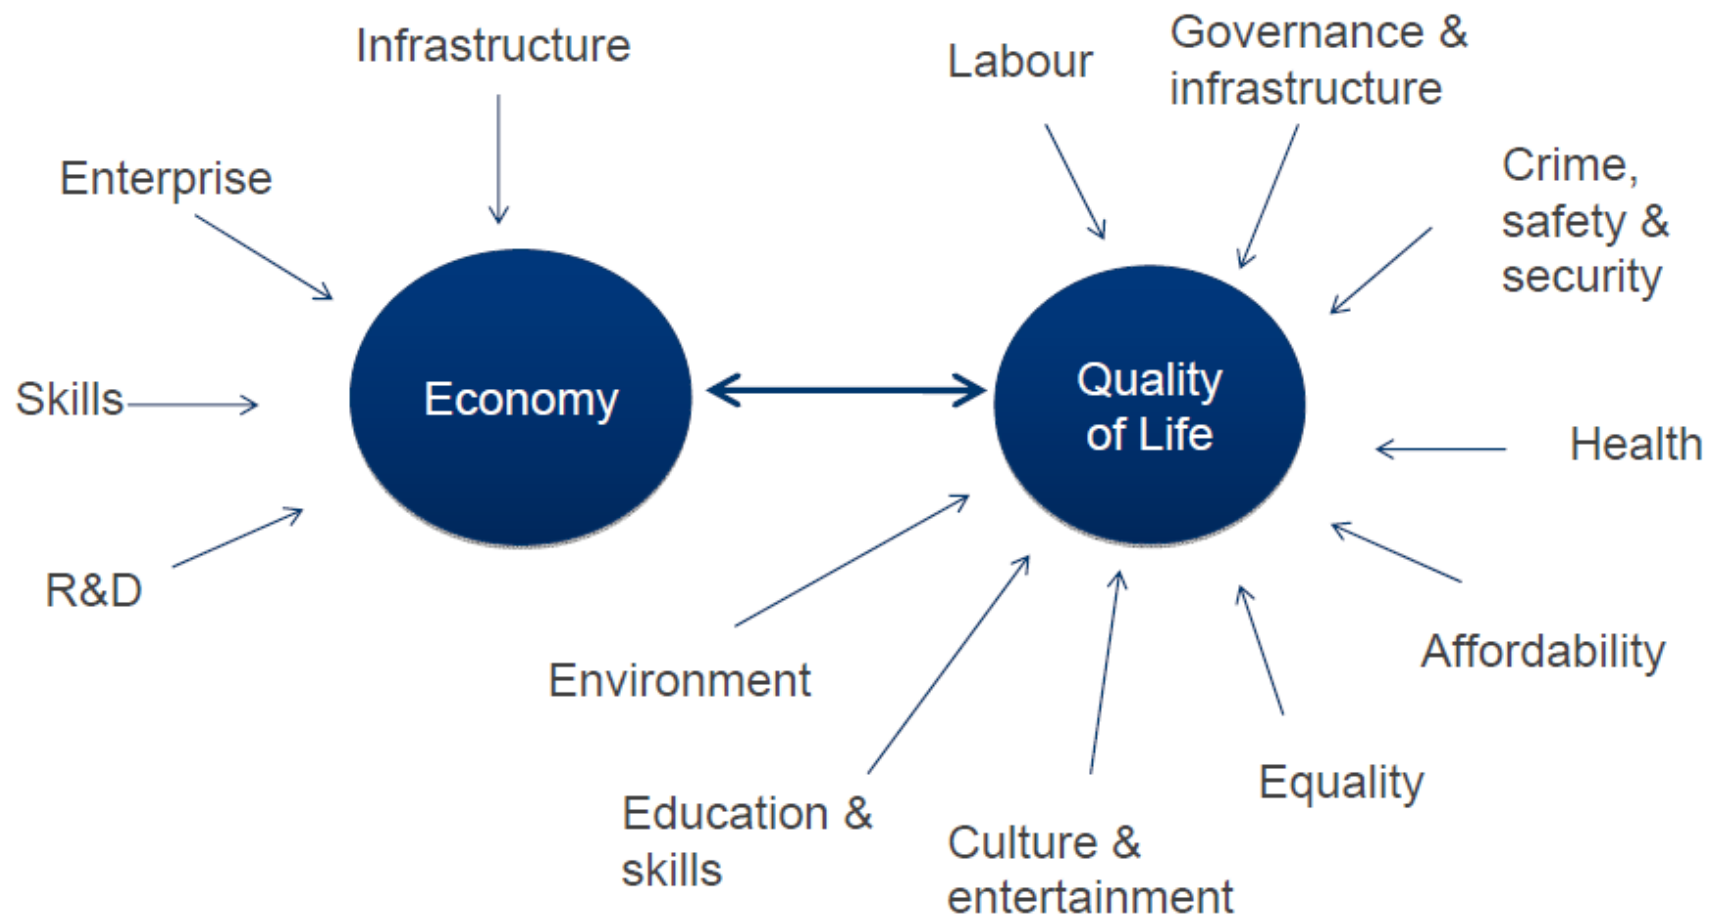 Infrastructure
Labour
Governance &
infrastructure
Enterprise
Crime,
safety &
security
Skills
Economy
Quality
of Life
Health
R&D
Environment
Affordability
Education &
skills
Culture &
entertainment
Equality